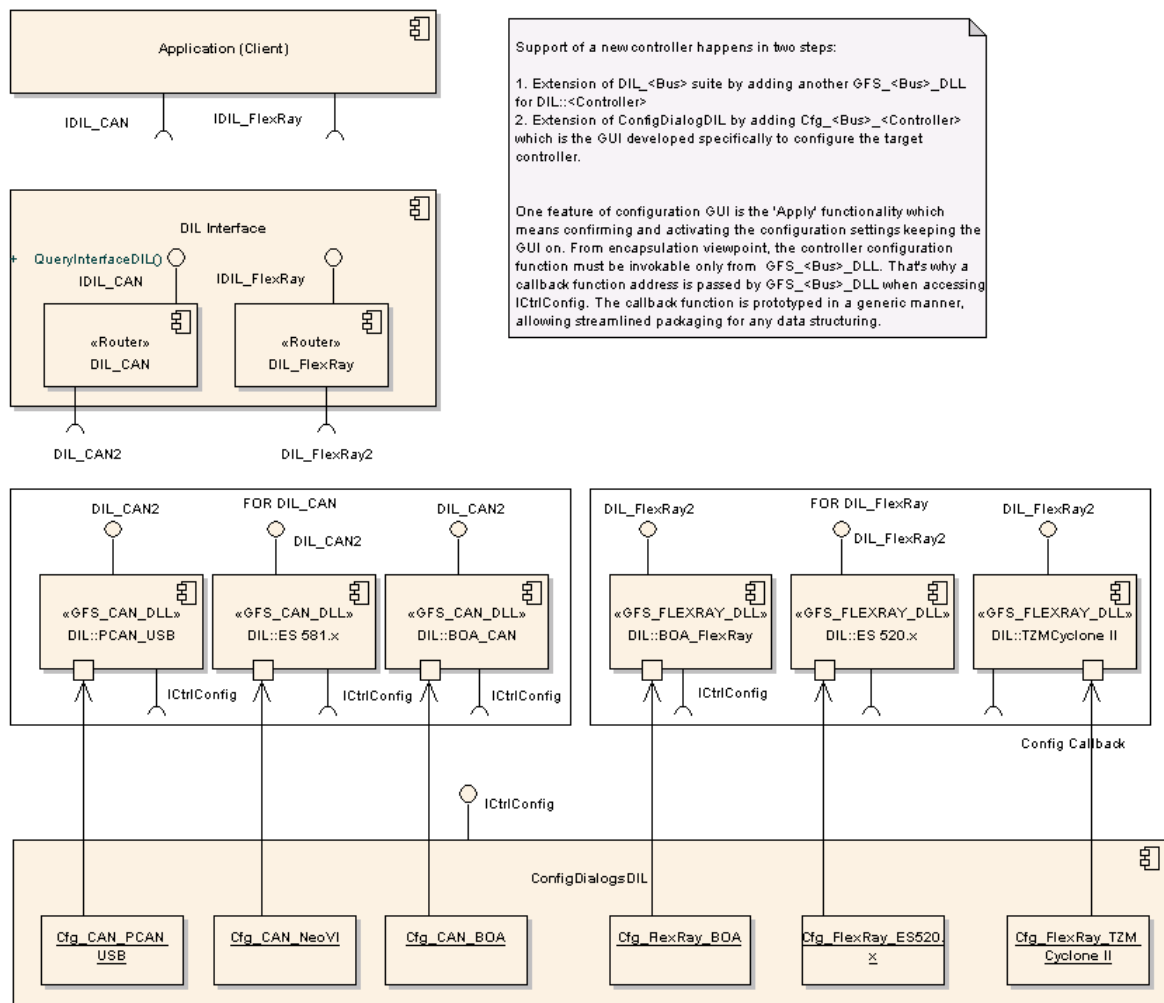 Application (Client)
IDIL_CAN
IDIL_FlexRay
Support of a new controller happens in two steps:
1. Extension of DIL_<Bus> suite by adding another GFS_<Bus>_DLL
for DIL::<Controller>
2. Extension of ConfigDialogDIL by adding Cfg_<Bus>_<Controller>
which is the GUI developed specifically to configure the target
controller.
One feature of configuration GUI is the 'Apply' functionality which
means confirming and activating the configuration settings keeping the
GUI on. From encapsulation viewpoint, the controller configuration
function must be invokable only from GFS_<Bus>_DLL. That's why a
callback function address is passed by GFS_<Bus>_DLL when accessing
ICtrlConfig. The callback function is prototyped in a generic manner,
allowing streamlined packaging for any data structuring.
DIL Interface
+ QueryInterfaceDIL()
IDIL_CAN
IDIL_FlexRay
«Router»
DIL_CAN
«Router»
DIL_FlexRay
DIL_CAN2
DIL_FlexRay2
FOR DIL_CAN
DIL_CAN2
DIL_CAN2
DIL_CAN2
«GFS_CAN_DLL»
DIL::PCAN_USB
«GFS_CAN_DLL»
DIL::ES 581.x
«GFS_CAN_DLL»
DIL::BOA_CAN
ICtrlConfig
ICtrlConfig
ICtrlConfig
FOR DIL_FlexRay
DIL_FlexRay2
DIL_FlexRay2
DIL_FlexRay2
«GFS_FLEXRAY_DLL»
DIL::BOA_FlexRay
«GFS_FLEXRAY_DLL»
DIL::ES 520.x
«GFS_FLEXRAY_DLL»
DIL::TZMCyclone II
ICtrlConfig
Config Callback
ICtrlConfig
ConfigDialogsDIL
Cfg_CAN_PCAN_
USB
Cfg_CAN_NeoVI
Cfg_CAN_BOA
Cfg_FlexRay_BOA
Cfg_FlexRay_ES520.
x
Cfg_FlexRay_TZM
Cyclone II